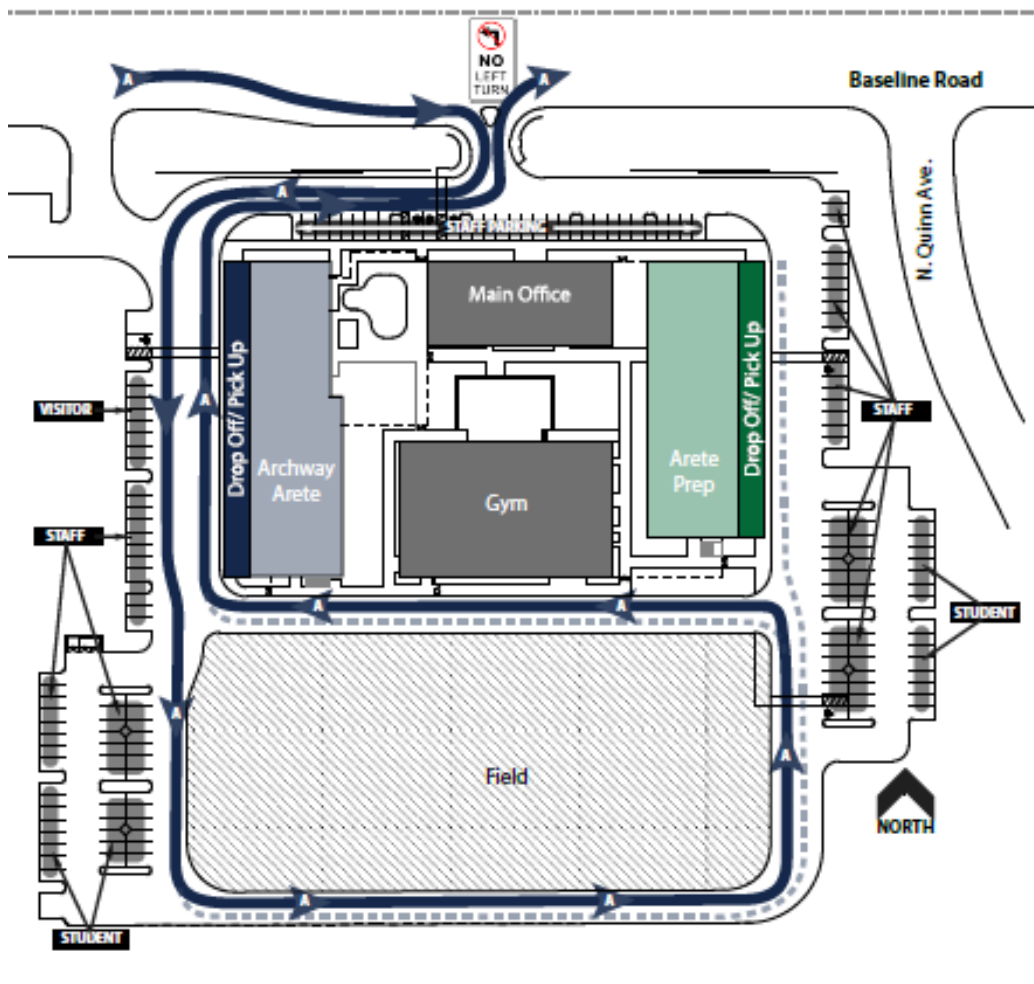 NO
LEFT
TURN
A
A
Baseline Road
N. Quinn Ave.
A
STAFF PARKING
Main Office
Drop Off/ Pick Up
Drop Off/ Pick Up
A
VISITOR
STAFF
Archway
Arete
Arete
Prep
Gym
STAFF
A
A
STUDENT
A
Field
A
NORTH
A
A
STUDENT